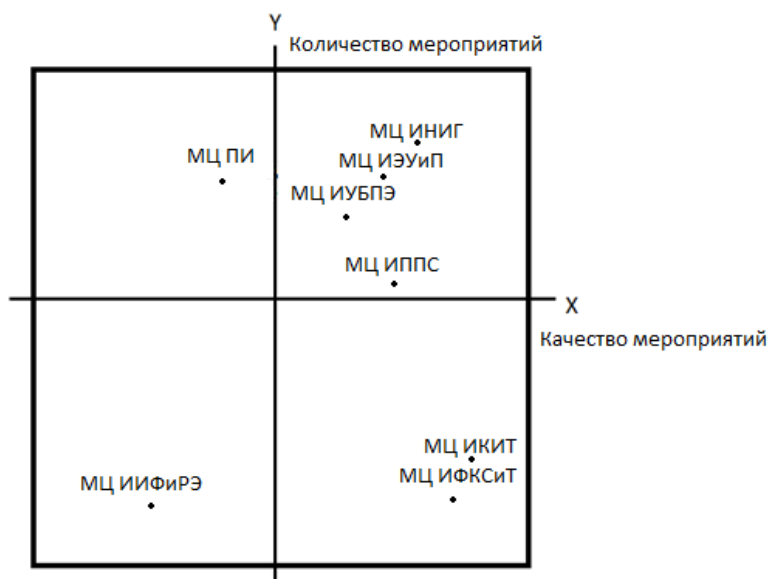 Y
Количество мероприятий
МЦ ИНИГ
МЦ ПИ
МЦ ИЭУиП
МЦ ИУБПЭ
МЦ ИППС
X
Качество мероприятий
МЦ ИКИТ
МЦ ИФКСиТ
МЦ ИИФиРЭ